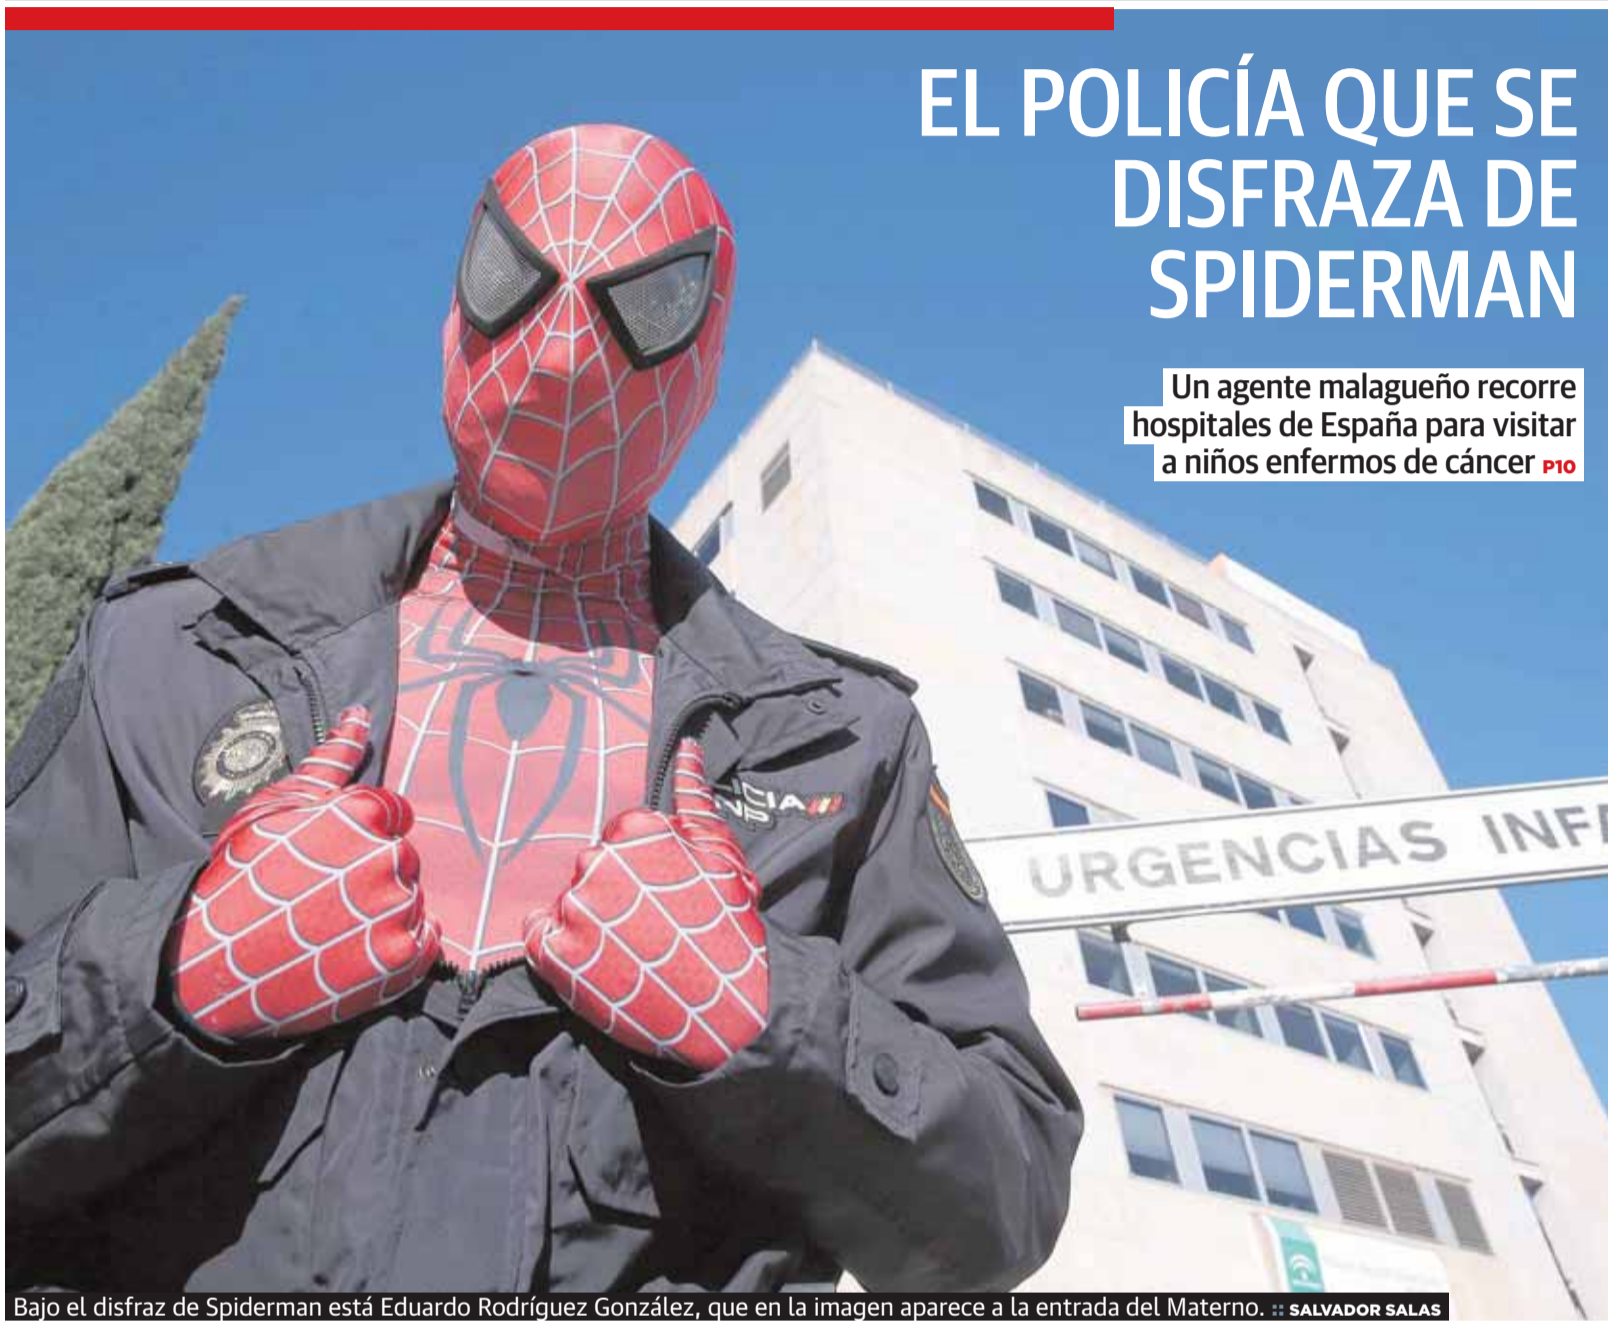 EL POLICÍA QUE SE
DISFRAZA DE
SPIDERMAN
Un agente malagueño recorre
hospitales de España para visitar
a niños enfermos de cáncer P10
URGENCIAS INFA
Bajo el disfraz de Spiderman está Eduardo Rodríguez González, que en la imagen aparece a la entrada del Materno. :: SALVADOR SALAS